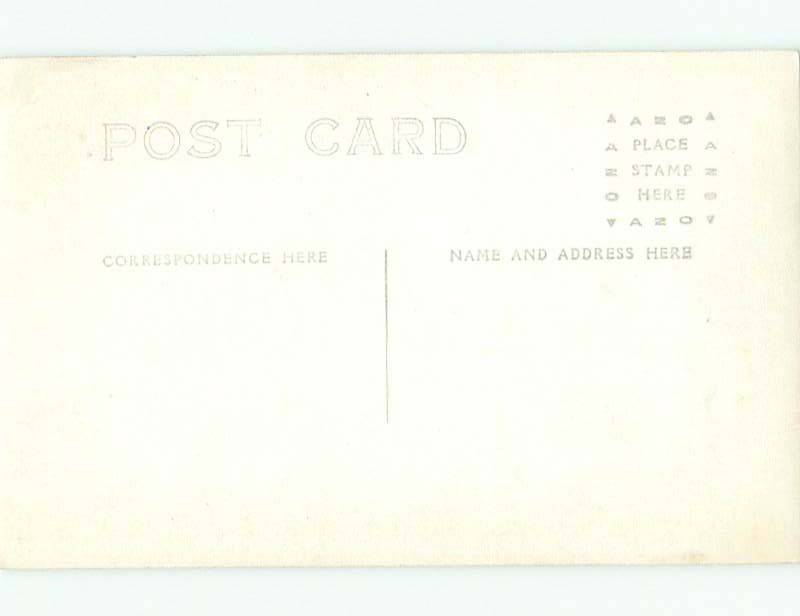 POST CARD
AZO
A PLACE A
Z STAMP Z
O HERE O
AZO
CORRESPONDENCE HERE
NAME AND ADDRESS HERE